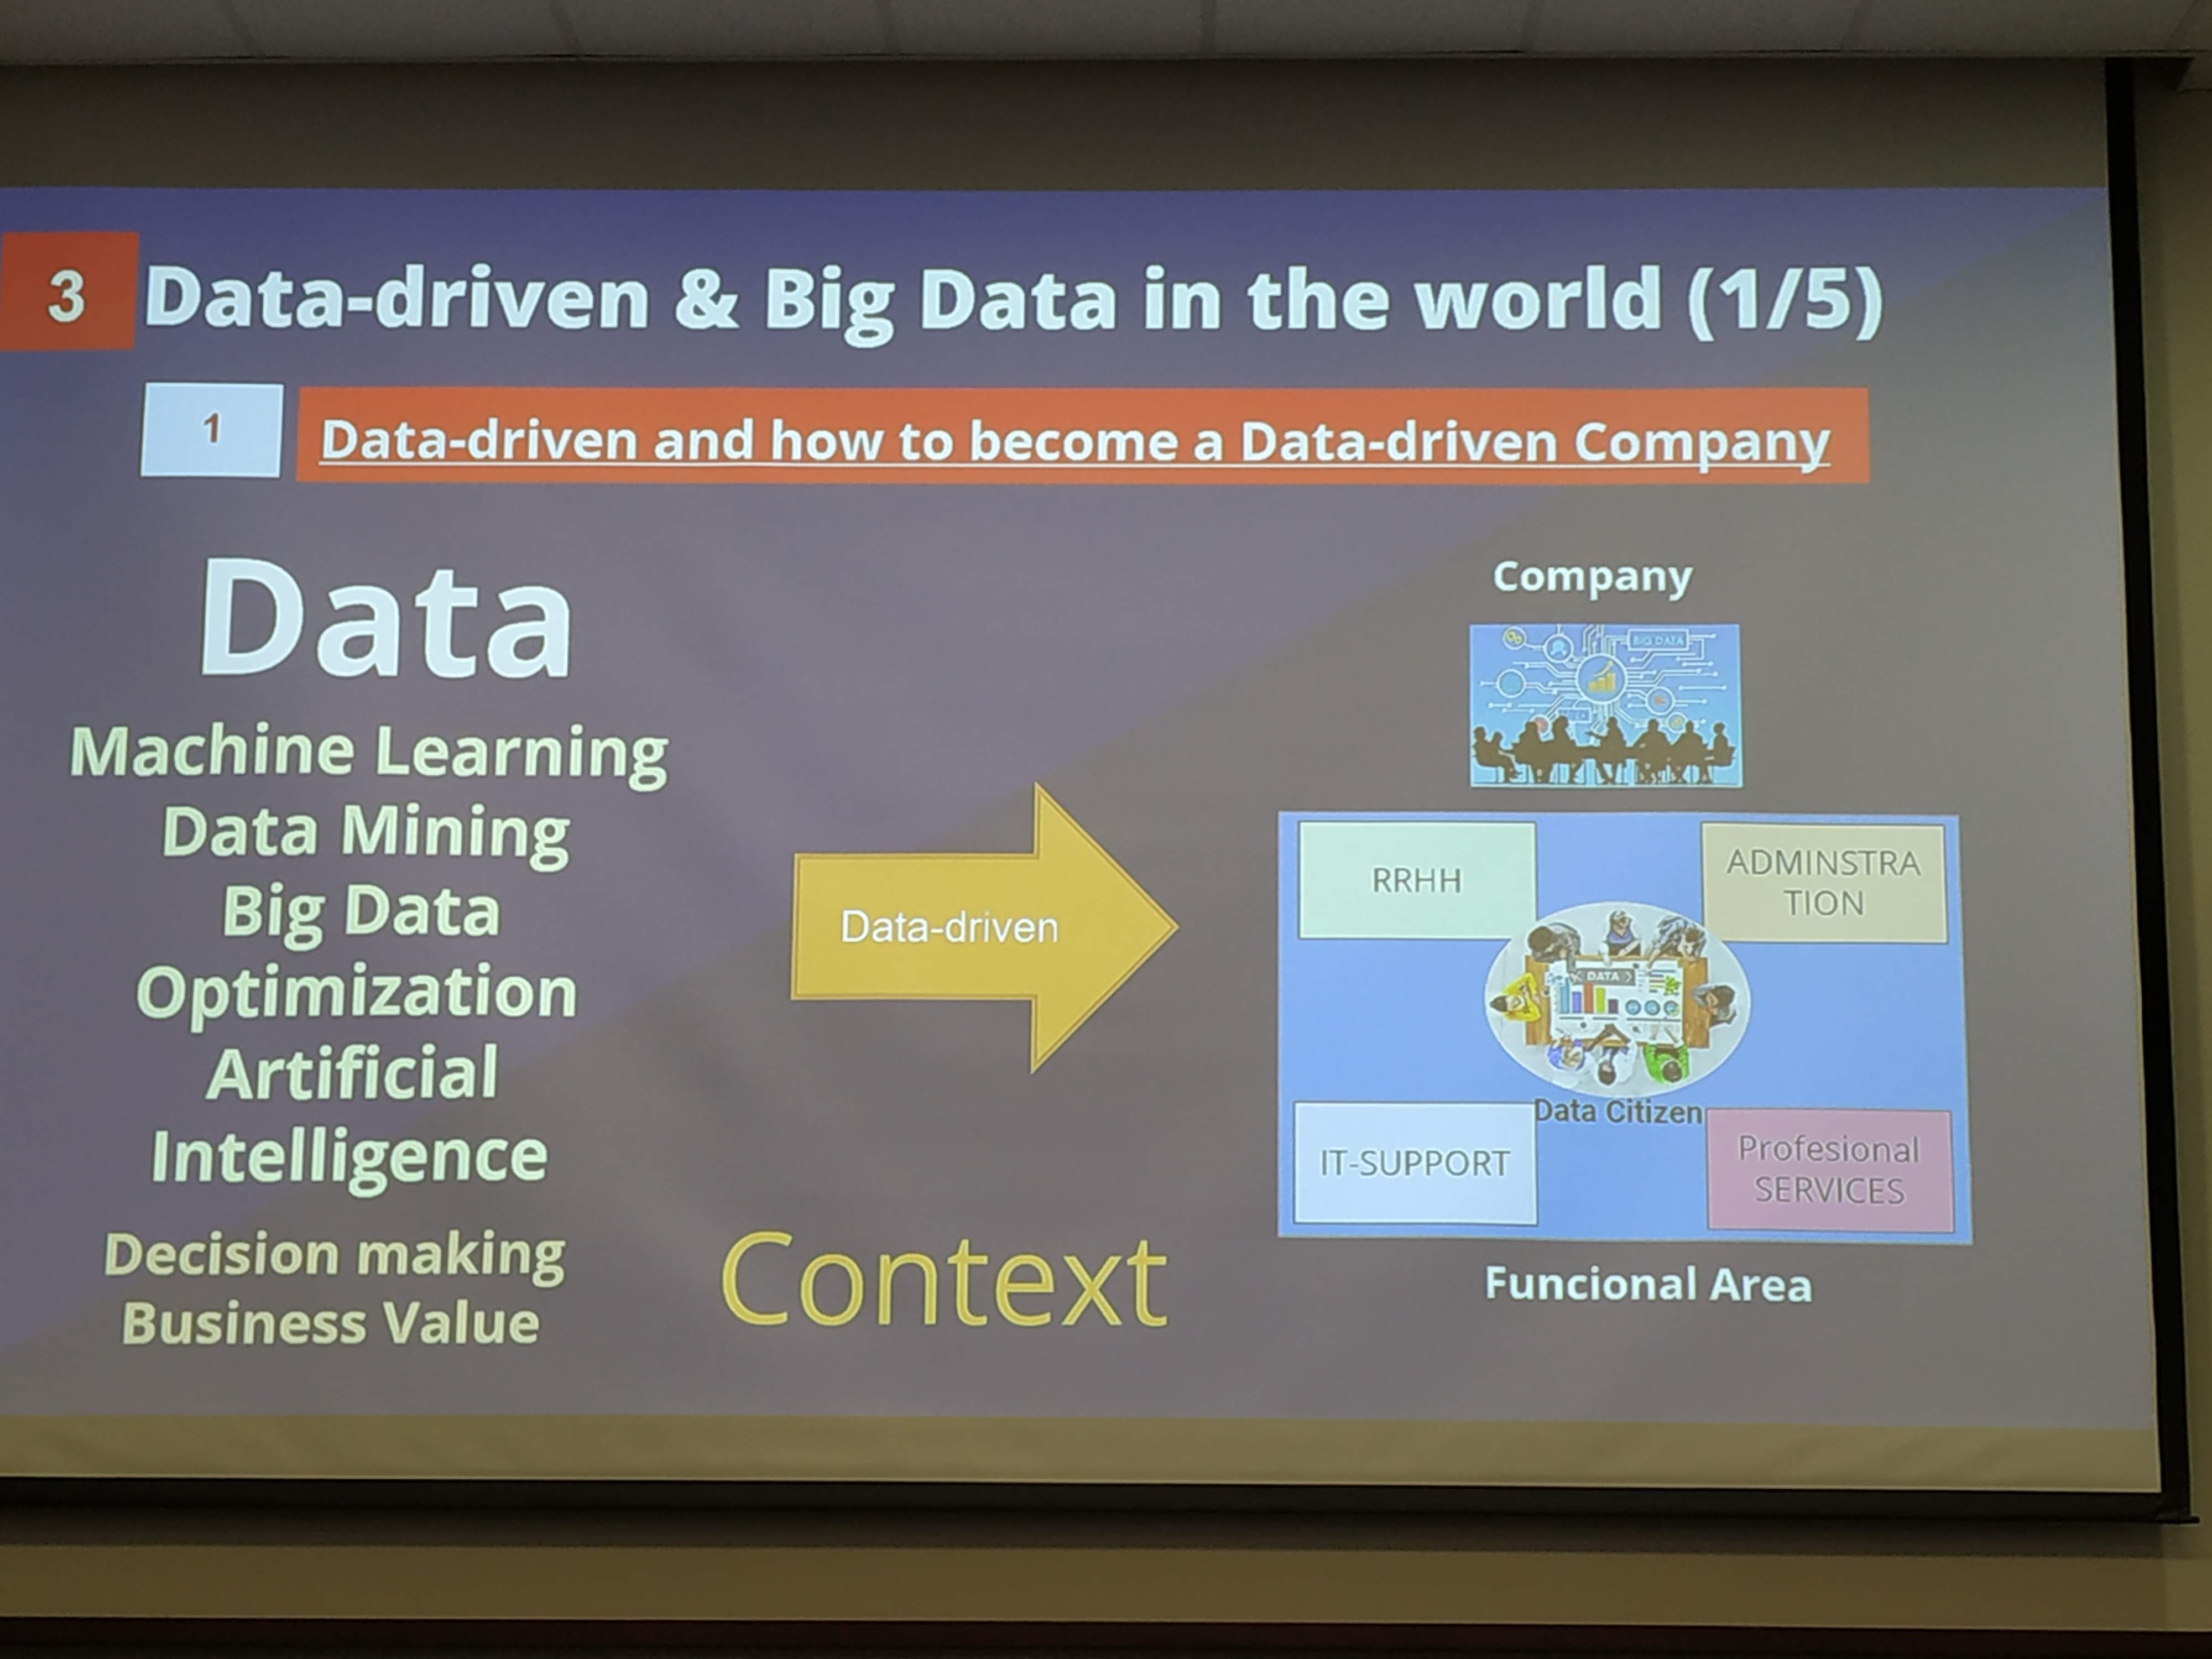 3 Data-driven & Big Data in the world (1/5)
1 Data-driven and how to become a Data-driven Company
Data
Machine Learning
Data Mining
Big Data
Optimization
Artificial
Intelligence
Decision making
Business Value
Data-driven
Context
Company
BIG DATA
RRHH
ADMINSTRA
TION
DATA
Data Citizen
IT-SUPPORT
Profesional
SERVICES
Funcional Area